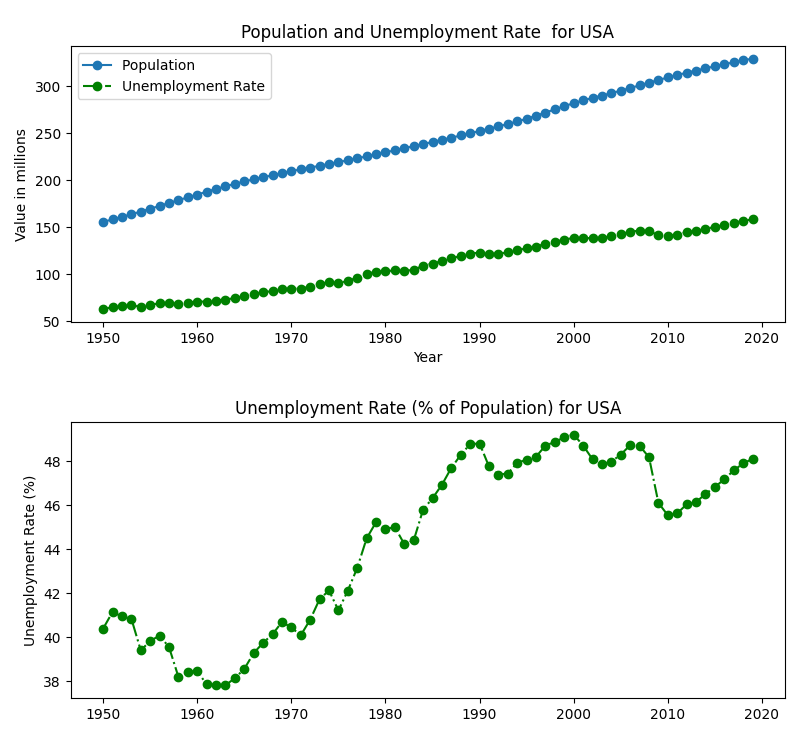 Population and Unemployment Rate  for USA
Population
Unemployment Rate
Value in millions
300
250
200
150
100
50
1950 1960 1970 1980 1990 2000 2010 2020
Year
Unemployment Rate (% of Population) for USA
Unemployment Rate (%)
48
46
44
42
40
38
1950 1960 1970 1980 1990 2000 2010 2020